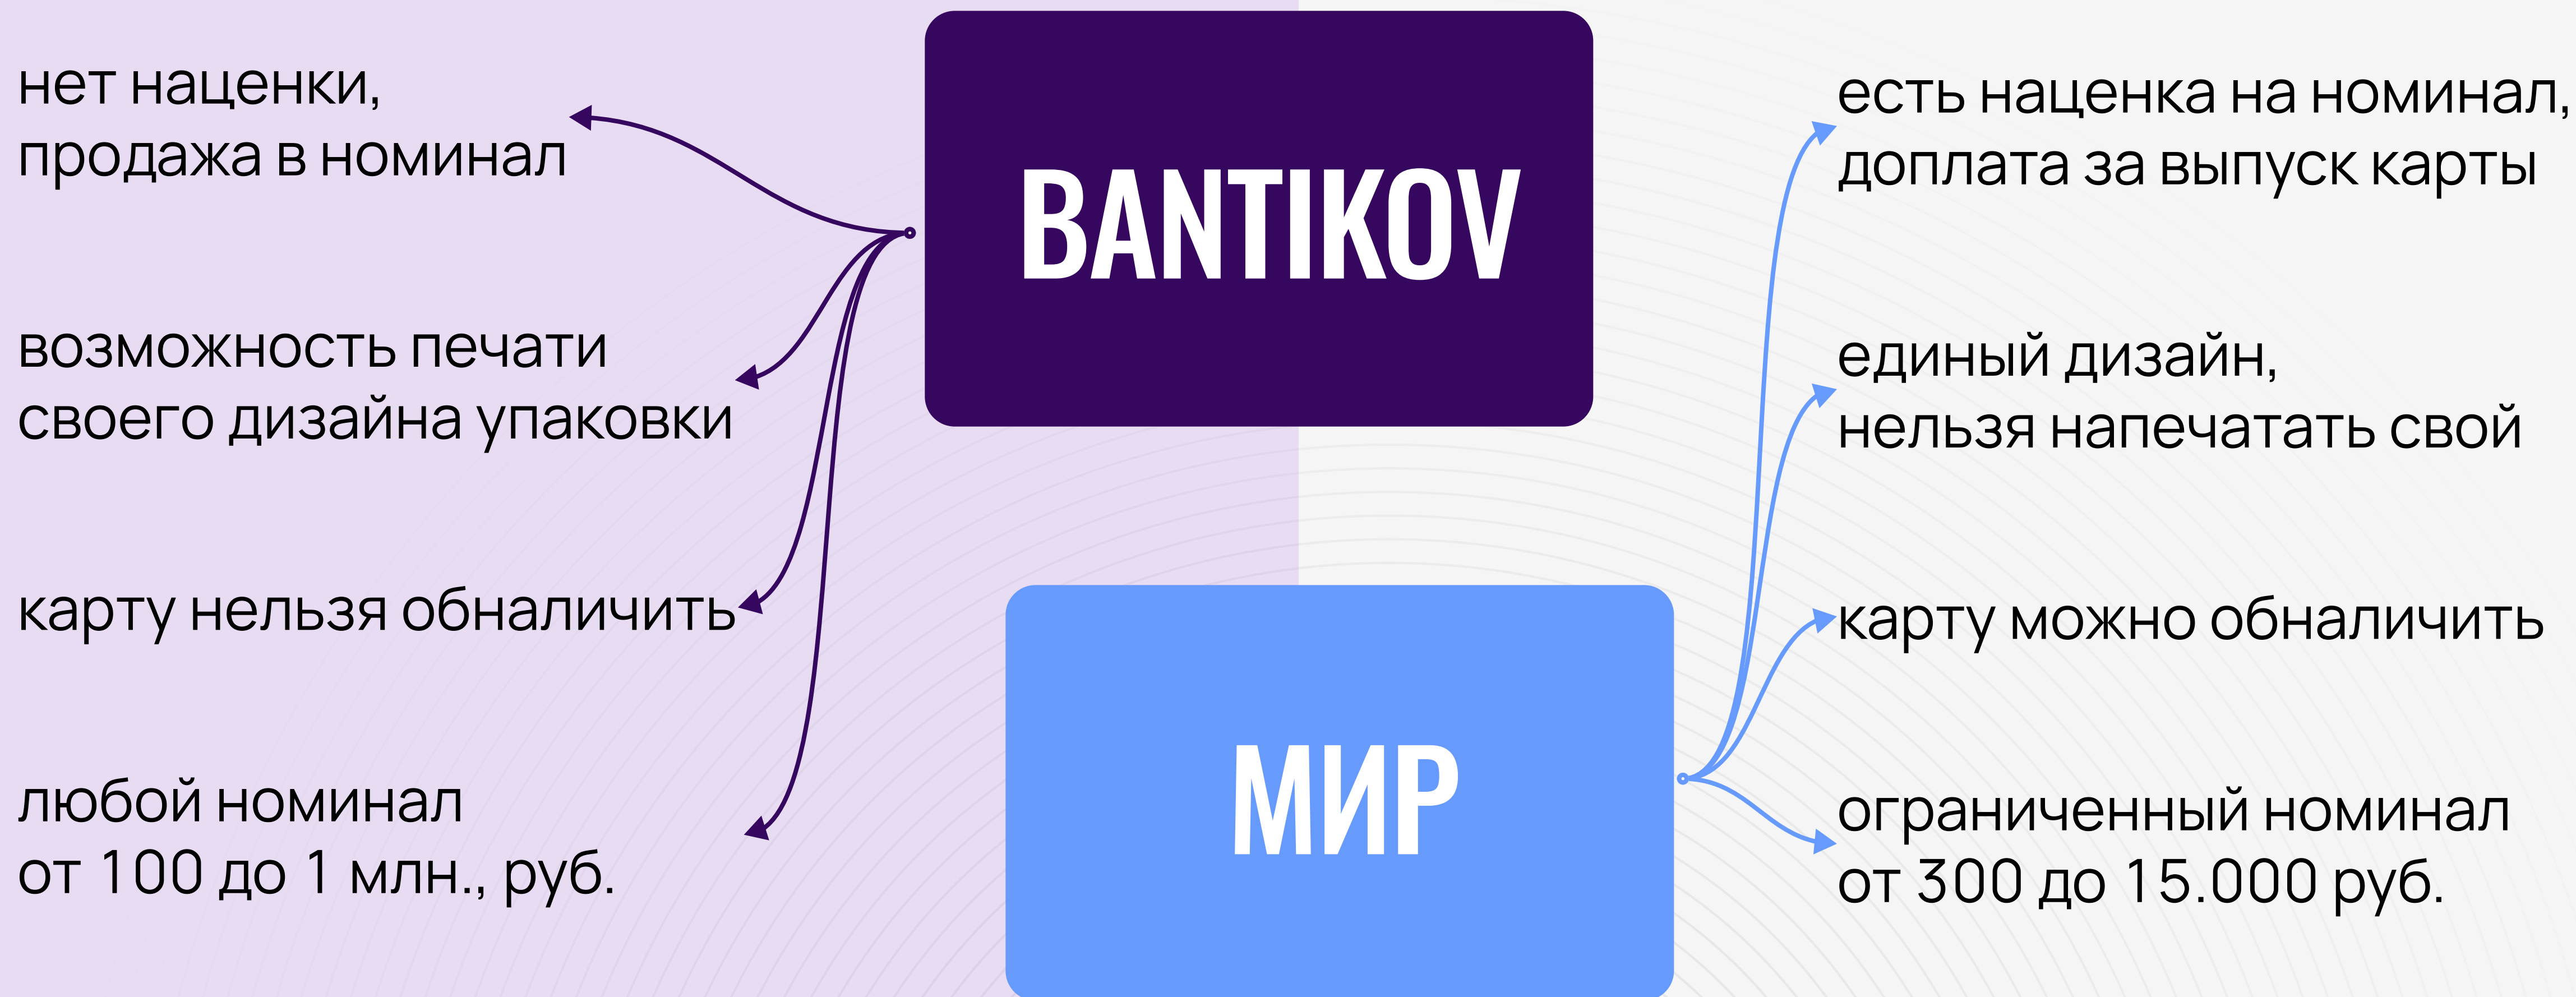 нет наценки,
продажа в номинал
возможность печати
своего дизайна упаковки
карту нельзя обналичить
любой номинал
от 100 до 1 млн., руб.
BANTIKOV
МИР
есть наценка на номинал,
доплата за выпуск карты
единый дизайн,
нельзя напечатать свой
карту можно обналичить
ограниченный номинал
от 300 до 15.000 руб.